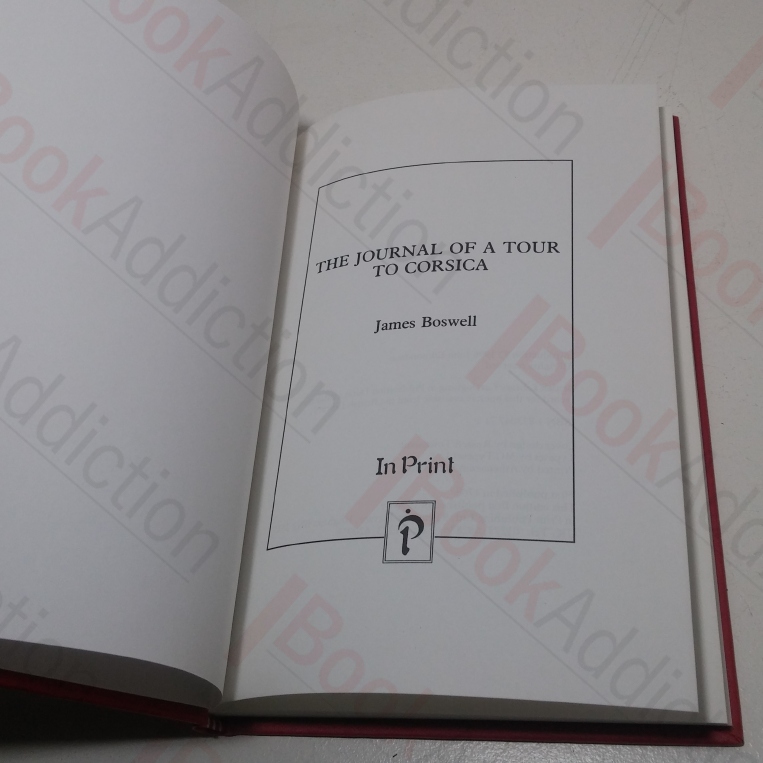 THE JOURNAL OF A TOUR
TO CORSICA
James Boswell
In Print
P
BookAddiction